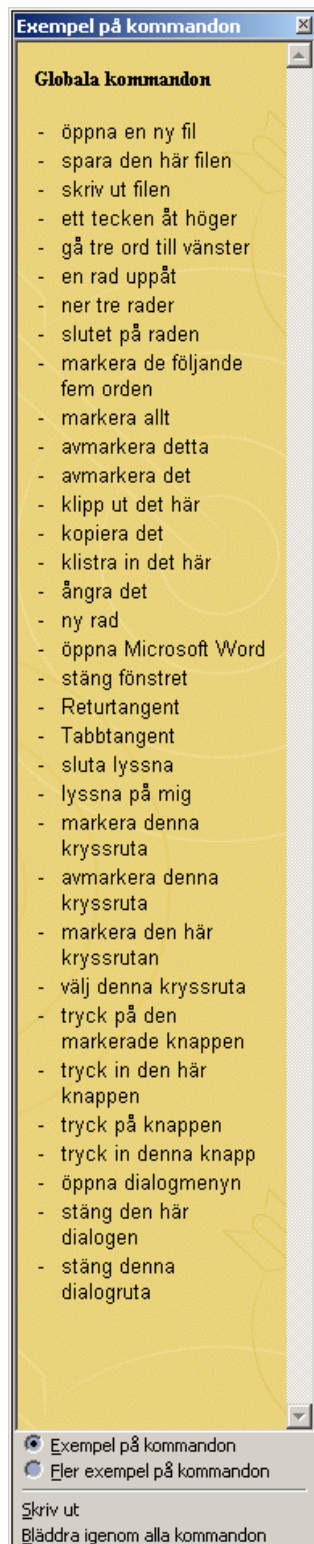 Exempel på kommandon
Globala kommandon
- öppna en ny fil
- spara den här filen
- skriv ut filen
- ett tecken åt höger
- gå tre ord till vänster
- en rad uppåt
- ner tre rader
- slutet på raden
- markera de följande
fem orden
- markera allt
- avmarkera detta
- avmarkera det
- klipp ut det här
- kopiera det
- klistra in det här
- ångra det
- ny rad
- öppna Microsoft Word
- stäng fönstret
- Returtangent
- Tabbtangent
- sluta lyssna
- lyssna på mig
- markera denna
kryssruta
- avmarkera denna
kryssruta
- markera den här
kryssrutan
- välj denna kryssruta
- tryck på den
markerade knappen
- tryck in den här
knappen
- tryck på knappen
- tryck in denna knapp
- öppna dialogmenyn
- stäng den här
dialogen
- stäng denna
dialogruta
Exempel på kommandon
Fler exempel på kommandon
Skriv ut
Bläddra igenom alla kommandon